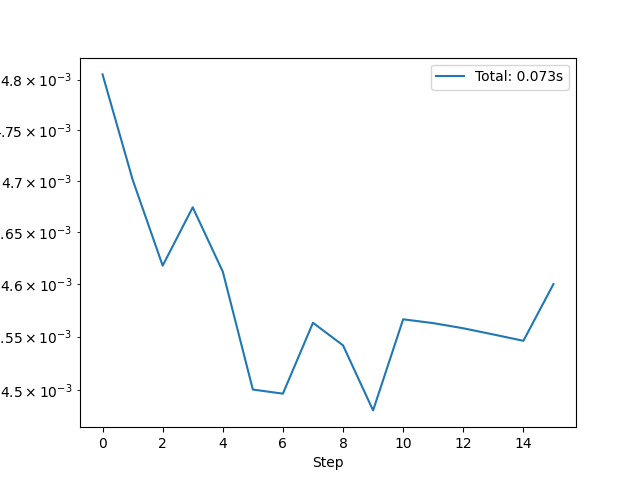 Total: 0.073s
4.8 × 10⁻³
.75 × 10⁻³
4.7 × 10⁻³
.65 × 10⁻³
4.6 × 10⁻³
.55 × 10⁻³
4.5 × 10⁻³
0 2 4 6 8 10 12 14
Step